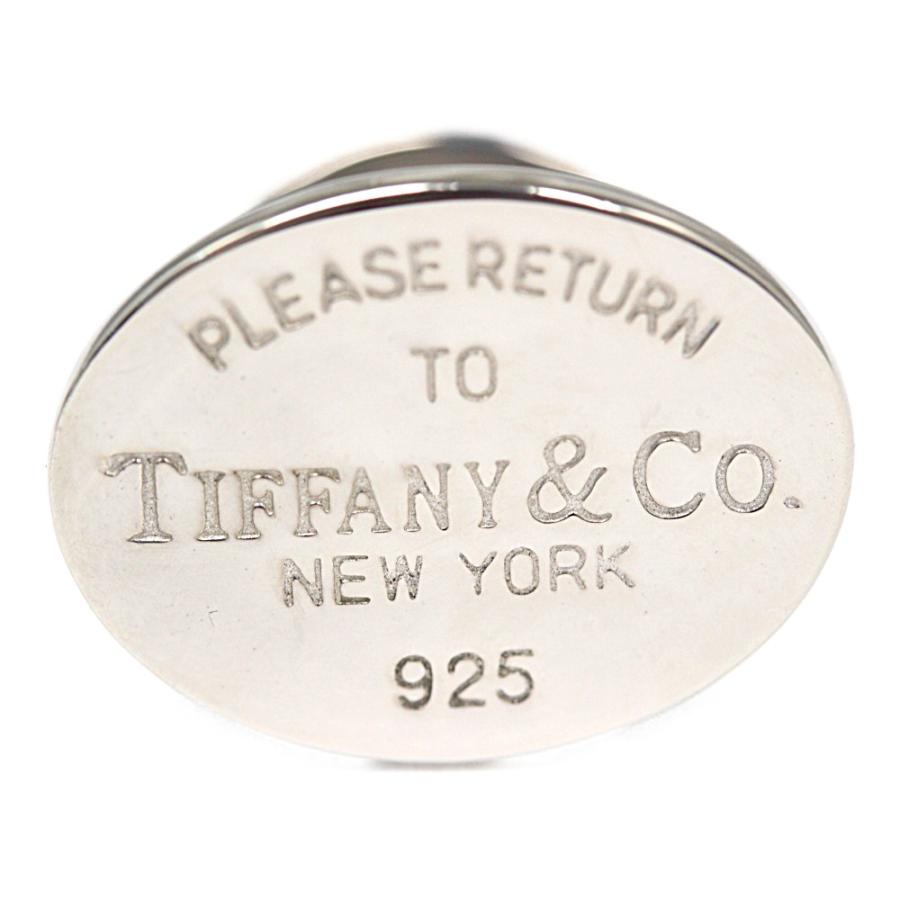 PLEASE RETURN
TO
TIFFANY & CO.
NEW YORK
925